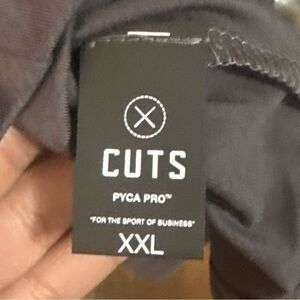 CUTS
PYCA PRO™
"FOR THE SPORT OF BUSINESS"
XXL